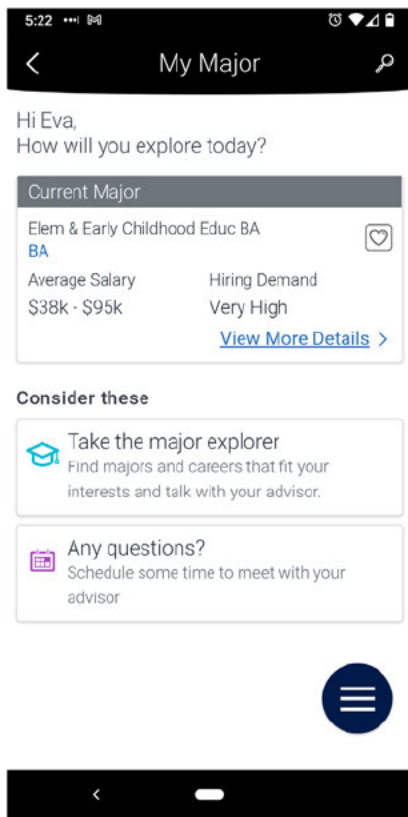 5:22
My Major
Hi Eva,
How will you explore today?
Current Major
Elem & Early Childhood Educ BA
BA
Average Salary Hiring Demand
$38k - $95k Very High
View More Details >
Consider these
Take the major explorer
Find majors and careers that fit your
interests and talk with your advisor.
Any questions?
Schedule some time to meet with your
advisor